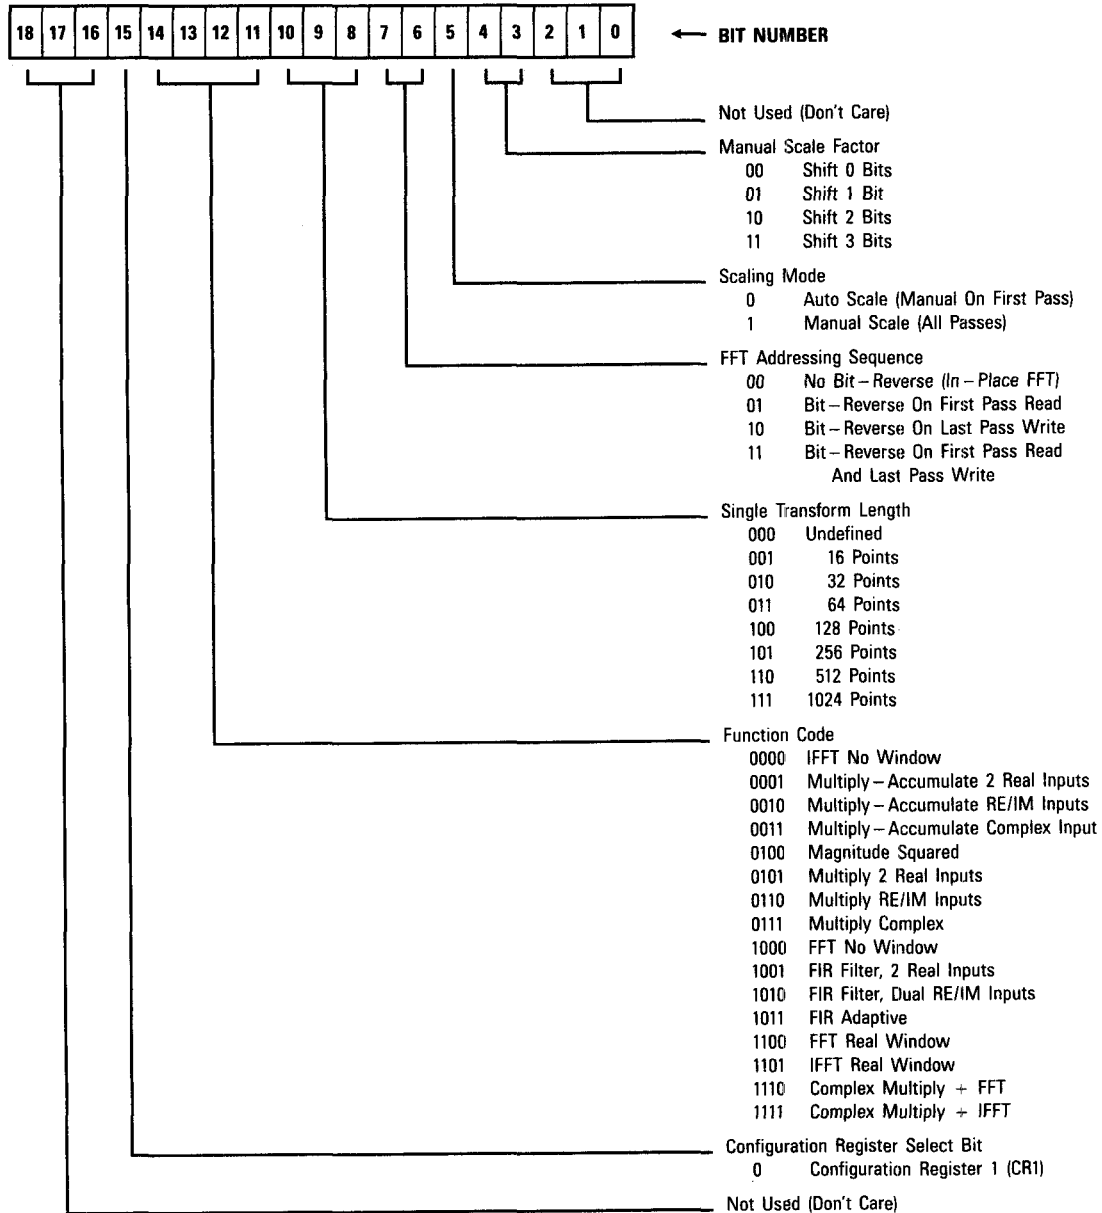 18 17 16 15 14 13 12 11 10 9 8 7 6 5 4 3 2 1 0 ← BIT NUMBER
Not Used (Don't Care)
Manual Scale Factor
00 Shift 0 Bits
01 Shift 1 Bit
10 Shift 2 Bits
11 Shift 3 Bits
Scaling Mode
0 Auto Scale (Manual On First Pass)
1 Manual Scale (All Passes)
FFT Addressing Sequence
00 No Bit–Reverse (In–Place FFT)
01 Bit–Reverse On First Pass Read
10 Bit–Reverse On Last Pass Write
11 Bit–Reverse On First Pass Read
And Last Pass Write
Single Transform Length
000 Undefined
001 16 Points
010 32 Points
011 64 Points
100 128 Points
101 256 Points
110 512 Points
111 1024 Points
Function Code
0000 IFFT No Window
0001 Multiply–Accumulate 2 Real Inputs
0010 Multiply–Accumulate RE/IM Inputs
0011 Multiply–Accumulate Complex Input
0100 Magnitude Squared
0101 Multiply 2 Real Inputs
0110 Multiply RE/IM Inputs
0111 Multiply Complex
1000 FFT No Window
1001 FIR Filter, 2 Real Inputs
1010 FIR Filter, Dual RE/IM Inputs
1011 FIR Adaptive
1100 FFT Real Window
1101 IFFT Real Window
1110 Complex Multiply + FFT
1111 Complex Multiply + IFFT
Configuration Register Select Bit
0 Configuration Register 1 (CR1)
Not Used (Don't Care)